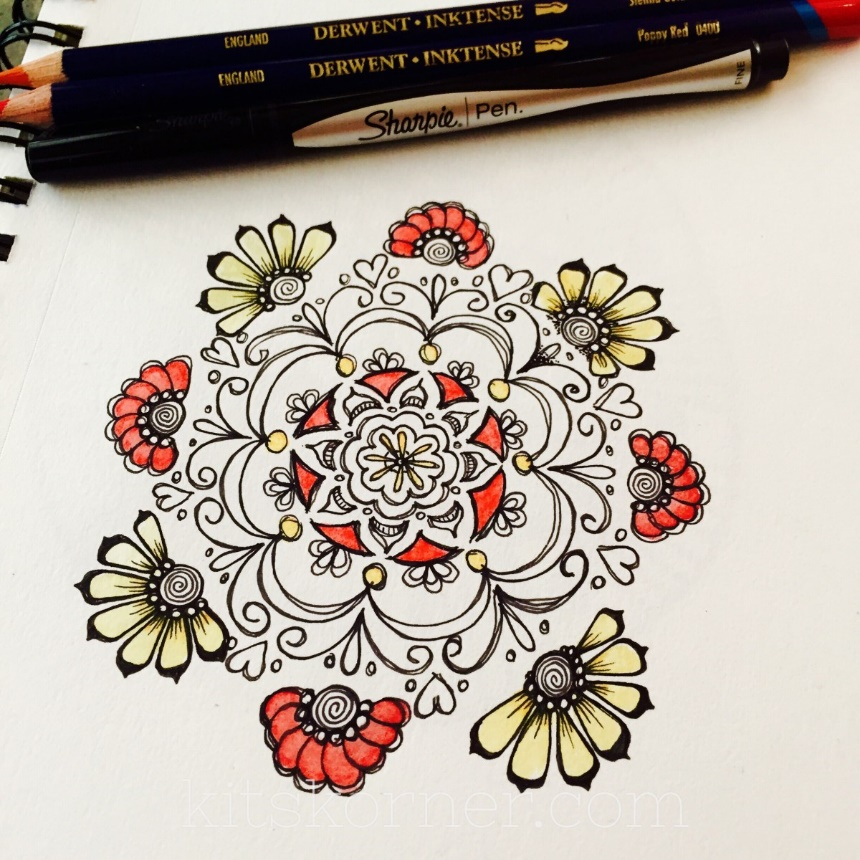 ENGLAND DERWENT • INKTENSE
ENGLAND DERWENT • INKTENSE Poppy Red 0400
Sharpie. Pen. FINE
kitskorner.com